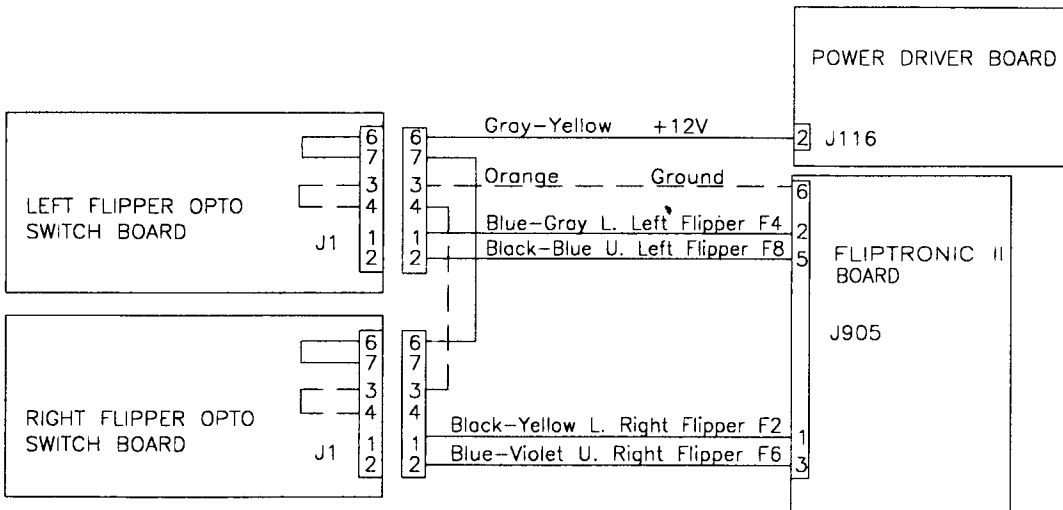 POWER DRIVER BOARD
2 J116
Gray-Yellow +12V
Orange Ground
Blue-Gray L. Left Flipper F4
Black-Blue U. Left Flipper F8
LEFT FLIPPER OPTO
SWITCH BOARD
J1
6 6
7 7
3 3
4 4
1 1
2 2
6
2
5
FLIPTRONIC II
BOARD
J905
1
3
RIGHT FLIPPER OPTO
SWITCH BOARD
J1
6 6
7 7
3 3
4 4
1 1
2 2
Black-Yellow L. Right Flipper F2
Blue-Violet U. Right Flipper F6